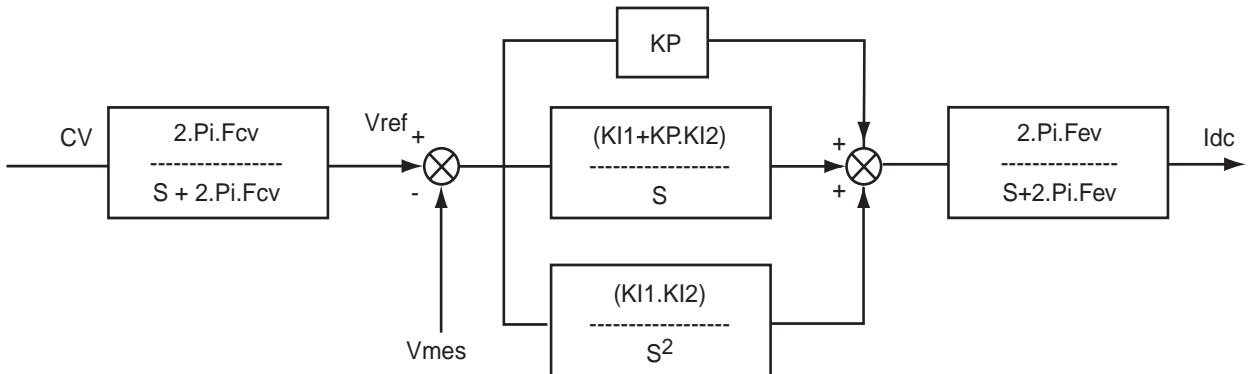 KP
CV
2.Pi.Fcv
---------------
S + 2.Pi.Fcv
Vref
+
-
Vmes
(KI1+KP.KI2)
----------------
S
(KI1.KI2)
----------------
S2
+
+
2.Pi.Fev
---------------
S+2.Pi.Fev
Idc